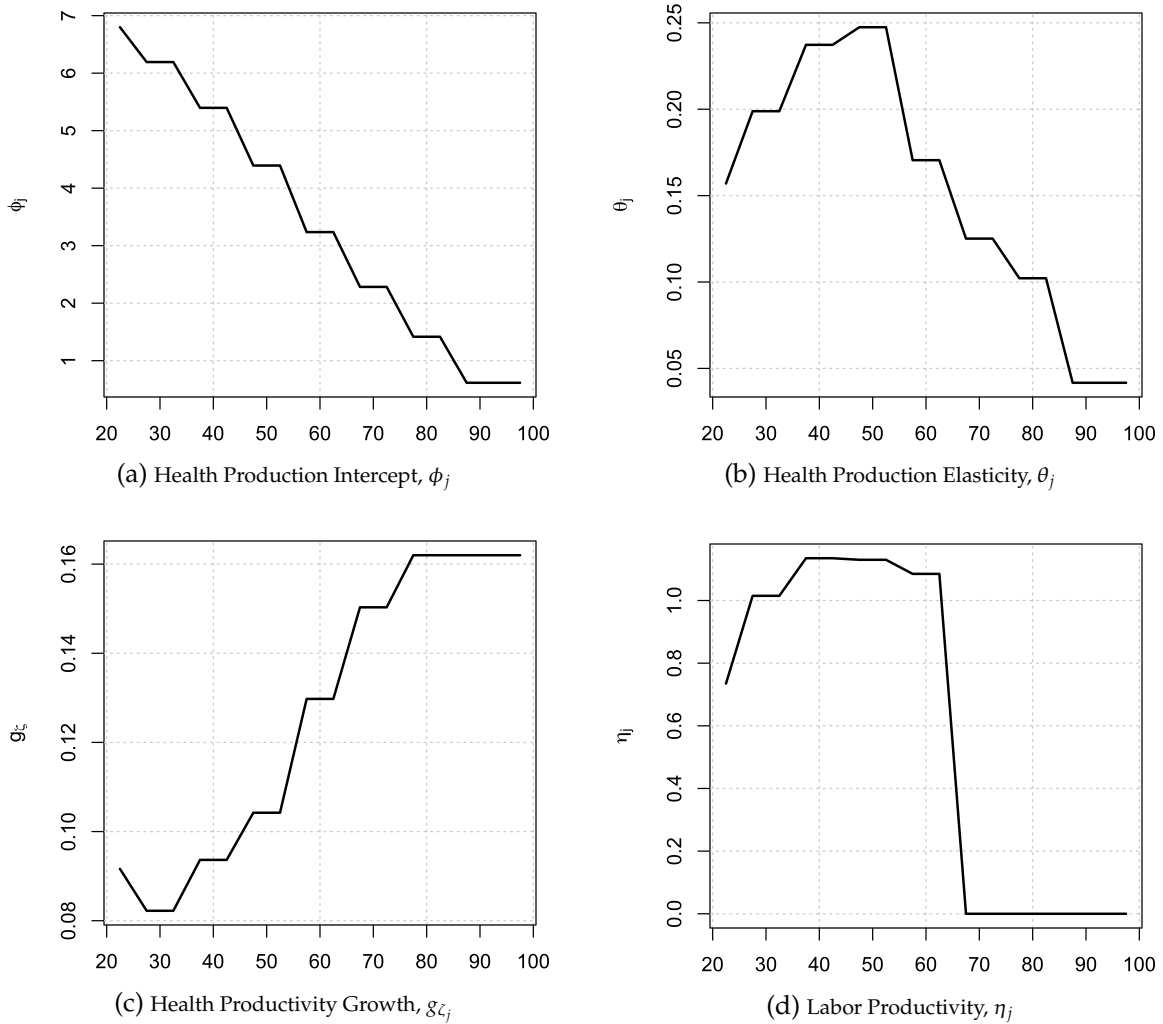 7
6
5
4
3
2
1
ϕj
20 30 40 50 60 70 80 90 100
(a) Health Production Intercept, ϕj
0.25
0.20
0.15
0.10
0.05
θj
20 30 40 50 60 70 80 90 100
(b) Health Production Elasticity, θj
0.16
0.14
0.12
0.10
0.08
gζ
20 30 40 50 60 70 80 90 100
(c) Health Productivity Growth, gζj
1.0
0.8
0.6
0.4
0.2
0.0
ηj
20 30 40 50 60 70 80 90 100
(d) Labor Productivity, ηj